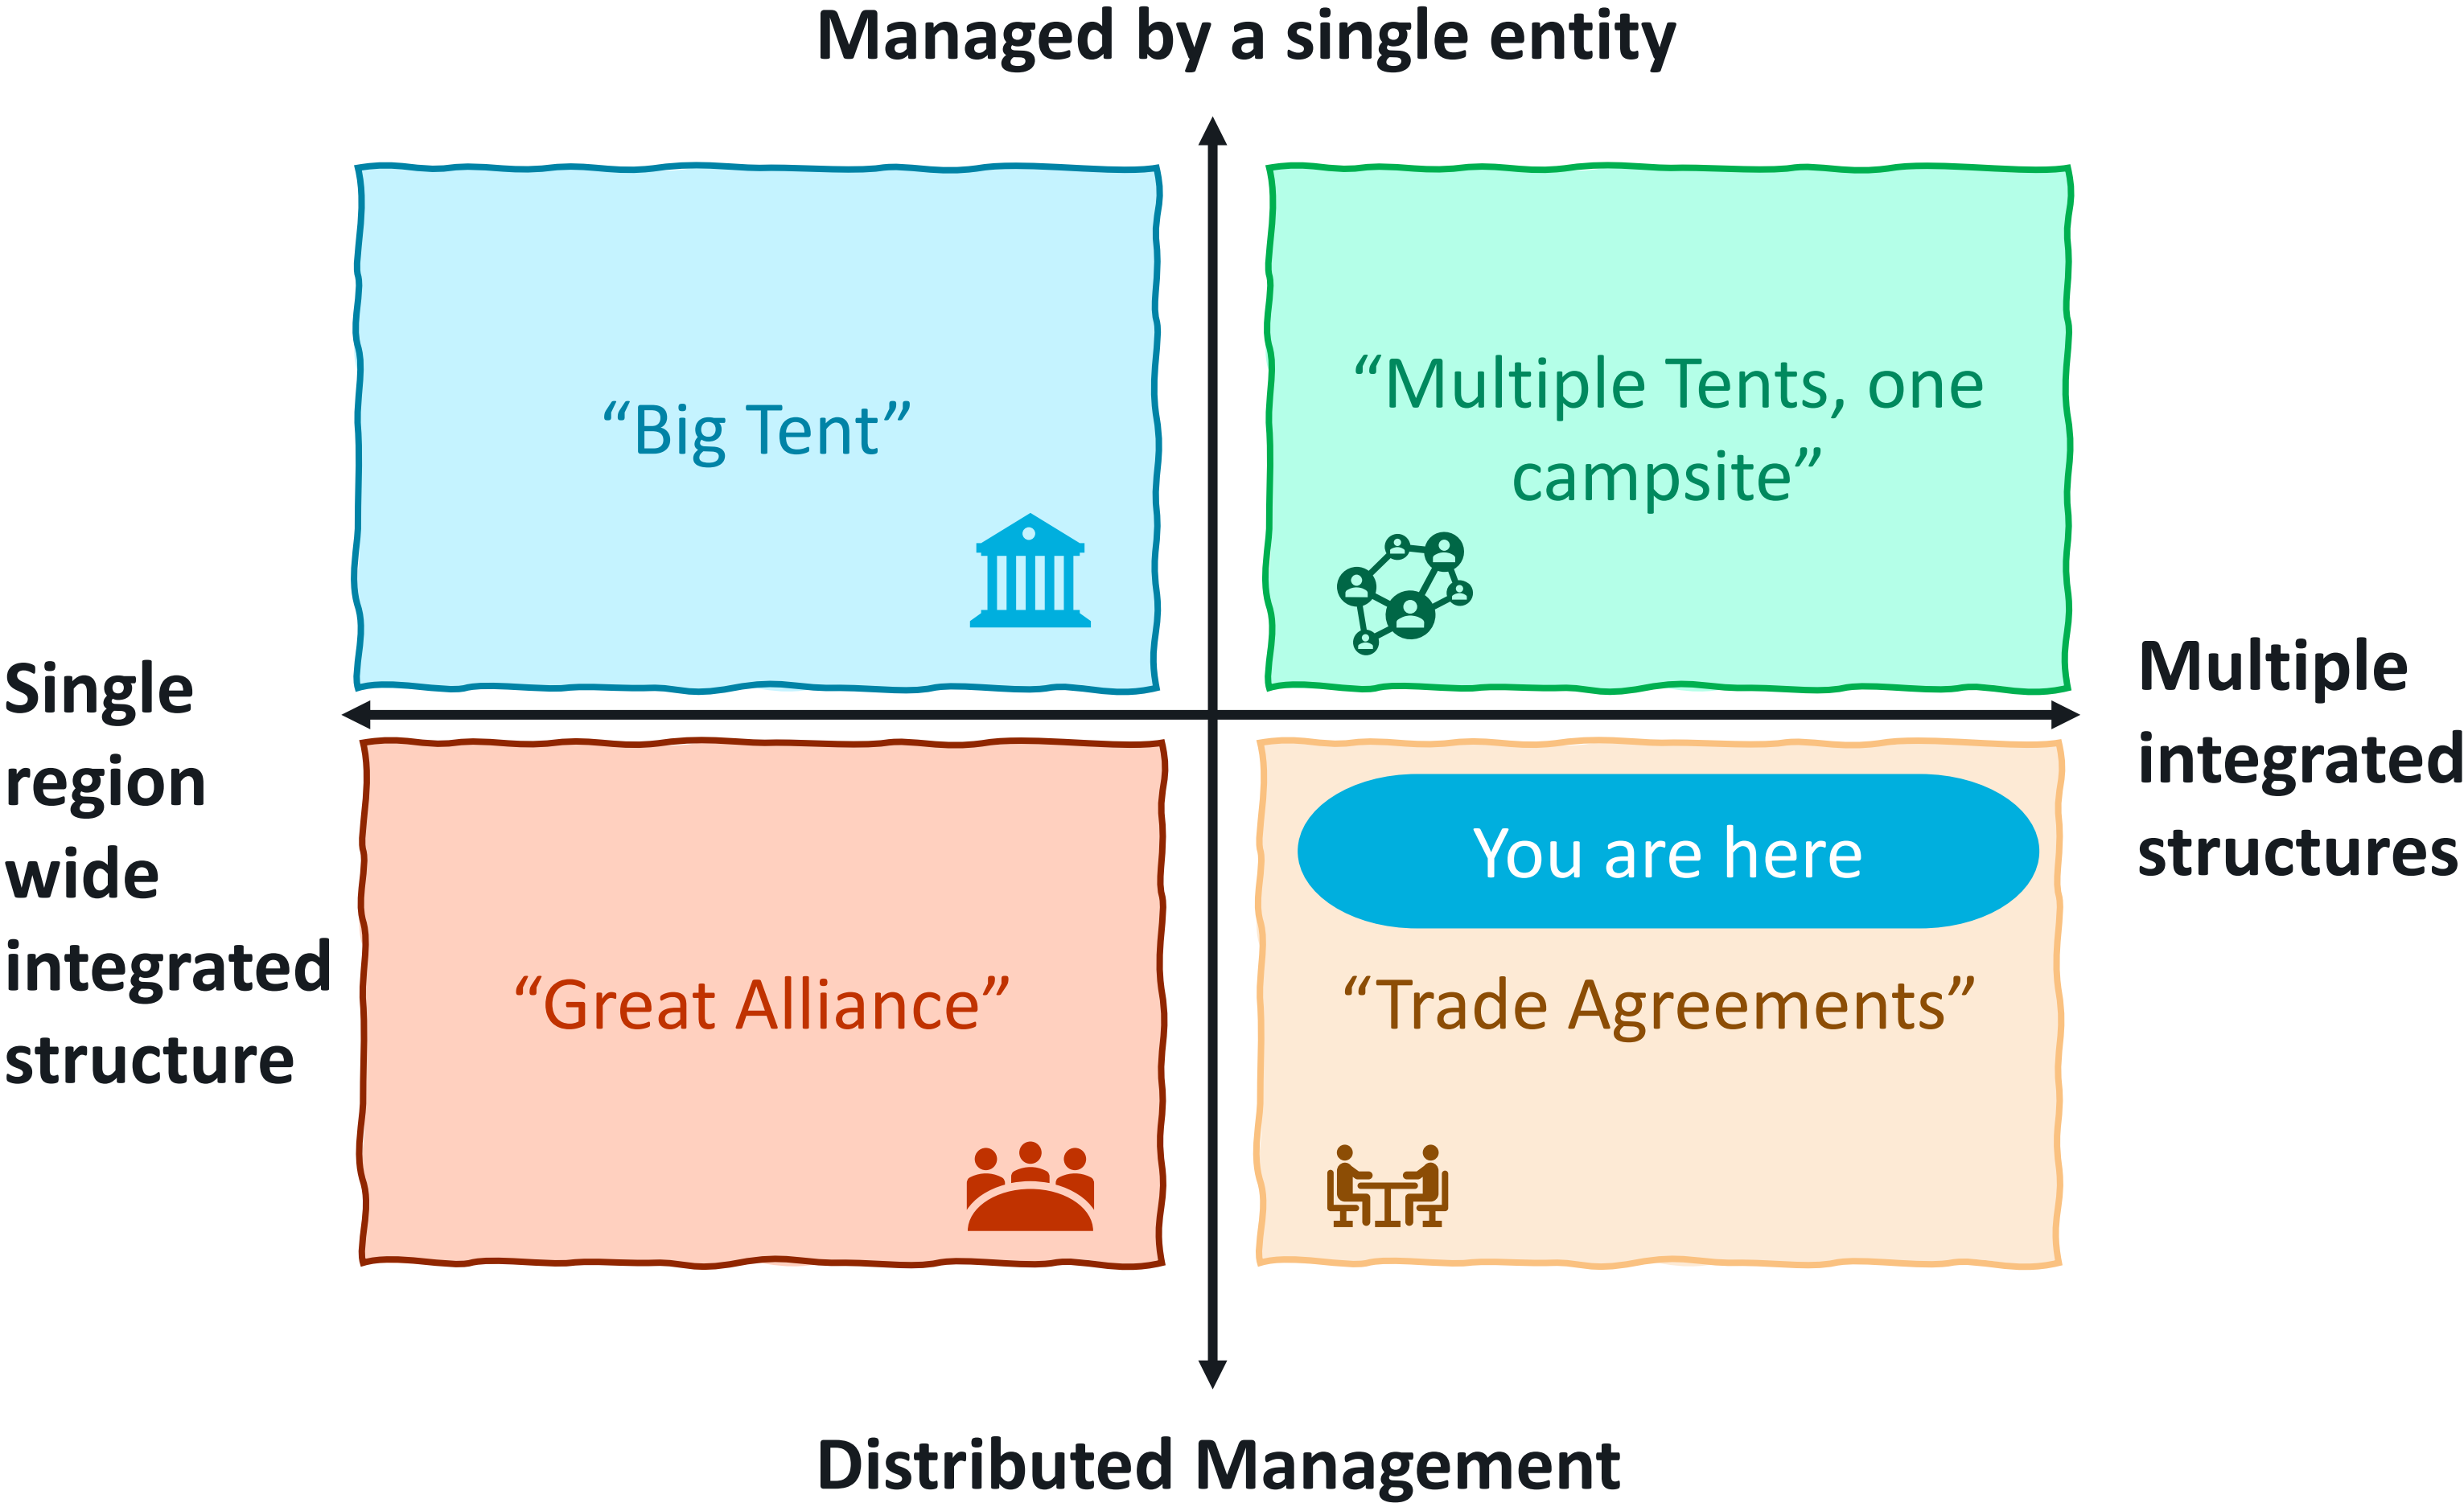 Managed by a single entity
“Big Tent”
“Multiple Tents, one
campsite”
Single
region
wide
integrated
structure
Multiple
integrated
structures
You are here
“Great Alliance”
“Trade Agreements”
Distributed Management